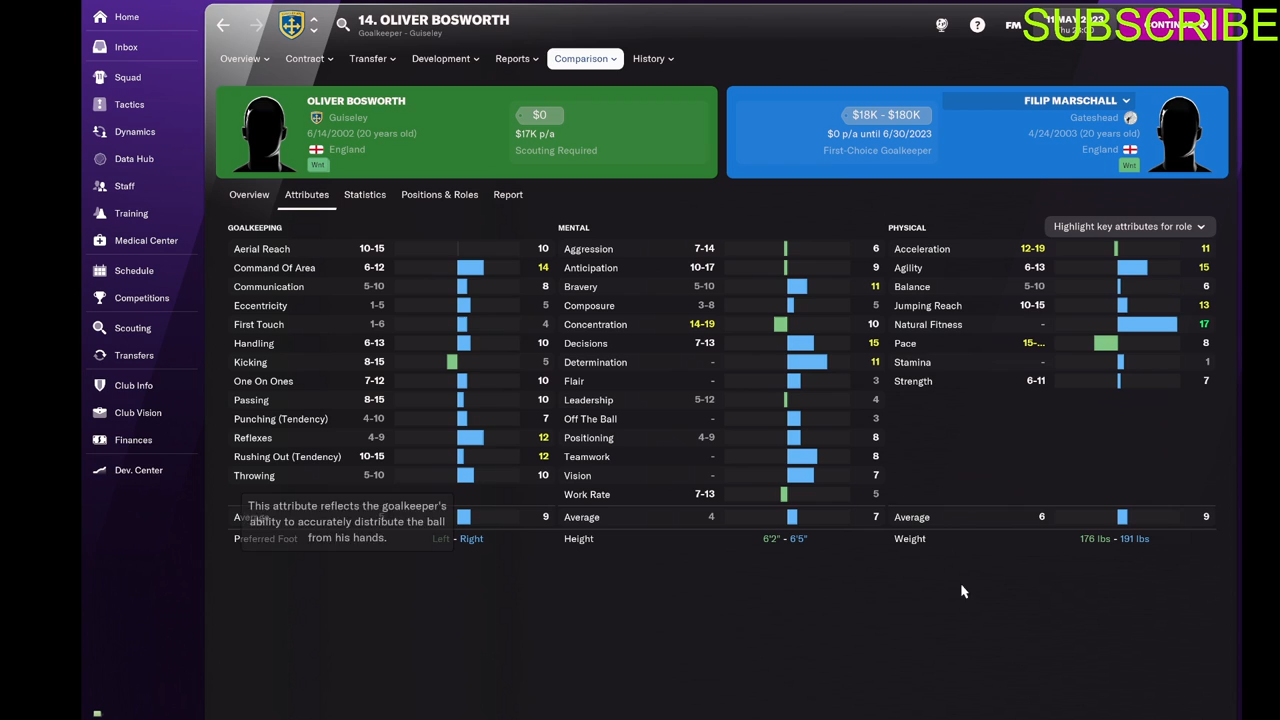 Home
Inbox
Squad
Tactics
Dynamics
Data Hub
Staff
Training
Medical Center
Schedule
Competitions
Scouting
Transfers
Club Info
Club Vision
Finances
Dev. Center
14. OLIVER BOSWORTH
Goalkeeper - Guiseley
FM
11 MAY 2023
SUBSCRIBE
Overview Contract Transfer Development Reports Comparison History
OLIVER BOSWORTH
Guiseley
6/14/2002 (20 years old)
England
Wnt
$0
$17K p/a
Scouting Required
$18K - $180K
$0 p/a until 6/30/2023
First-Choice Goalkeeper
FILIP MARSCHALL
Gateshead
4/24/2003 (20 years old)
England
Wnt
Overview Attributes Statistics Positions & Roles Report
Highlight key attributes for role
GOALKEEPING
Aerial Reach 10-15 10
Command Of Area 6-12 14
Communication 5-10 8
Eccentricity 1-5 5
First Touch 1-6 4
Handling 6-13 10
Kicking 8-15 5
One On Ones 7-12 10
Passing 8-15 10
Punching (Tendency) 4-10 7
Reflexes 4-9 12
Rushing Out (Tendency) 10-15 12
Throwing 5-10 10
9
Left - Right
This attribute reflects the goalkeeper's
ability to accurately distribute the ball
from his hands.
MENTAL
Aggression 7-14 6
Anticipation 10-17 9
Bravery 5-10 11
Composure 3-8 5
Concentration 14-19 10
Decisions 7-13 15
Determination - 11
Flair - 3
Leadership 5-12 4
Off The Ball - 3
Positioning 4-9 8
Teamwork - 8
Vision - 7
Work Rate 7-13 5
Average 4 7
Height 6'2" - 6'5"
PHYSICAL
Acceleration 12-19 11
Agility 6-13 15
Balance 5-10 6
Jumping Reach 10-15 13
Natural Fitness - 17
Pace 15-... 8
Stamina - 1
Strength 6-11 7
Average 6 9
Weight 176 lbs - 191 lbs